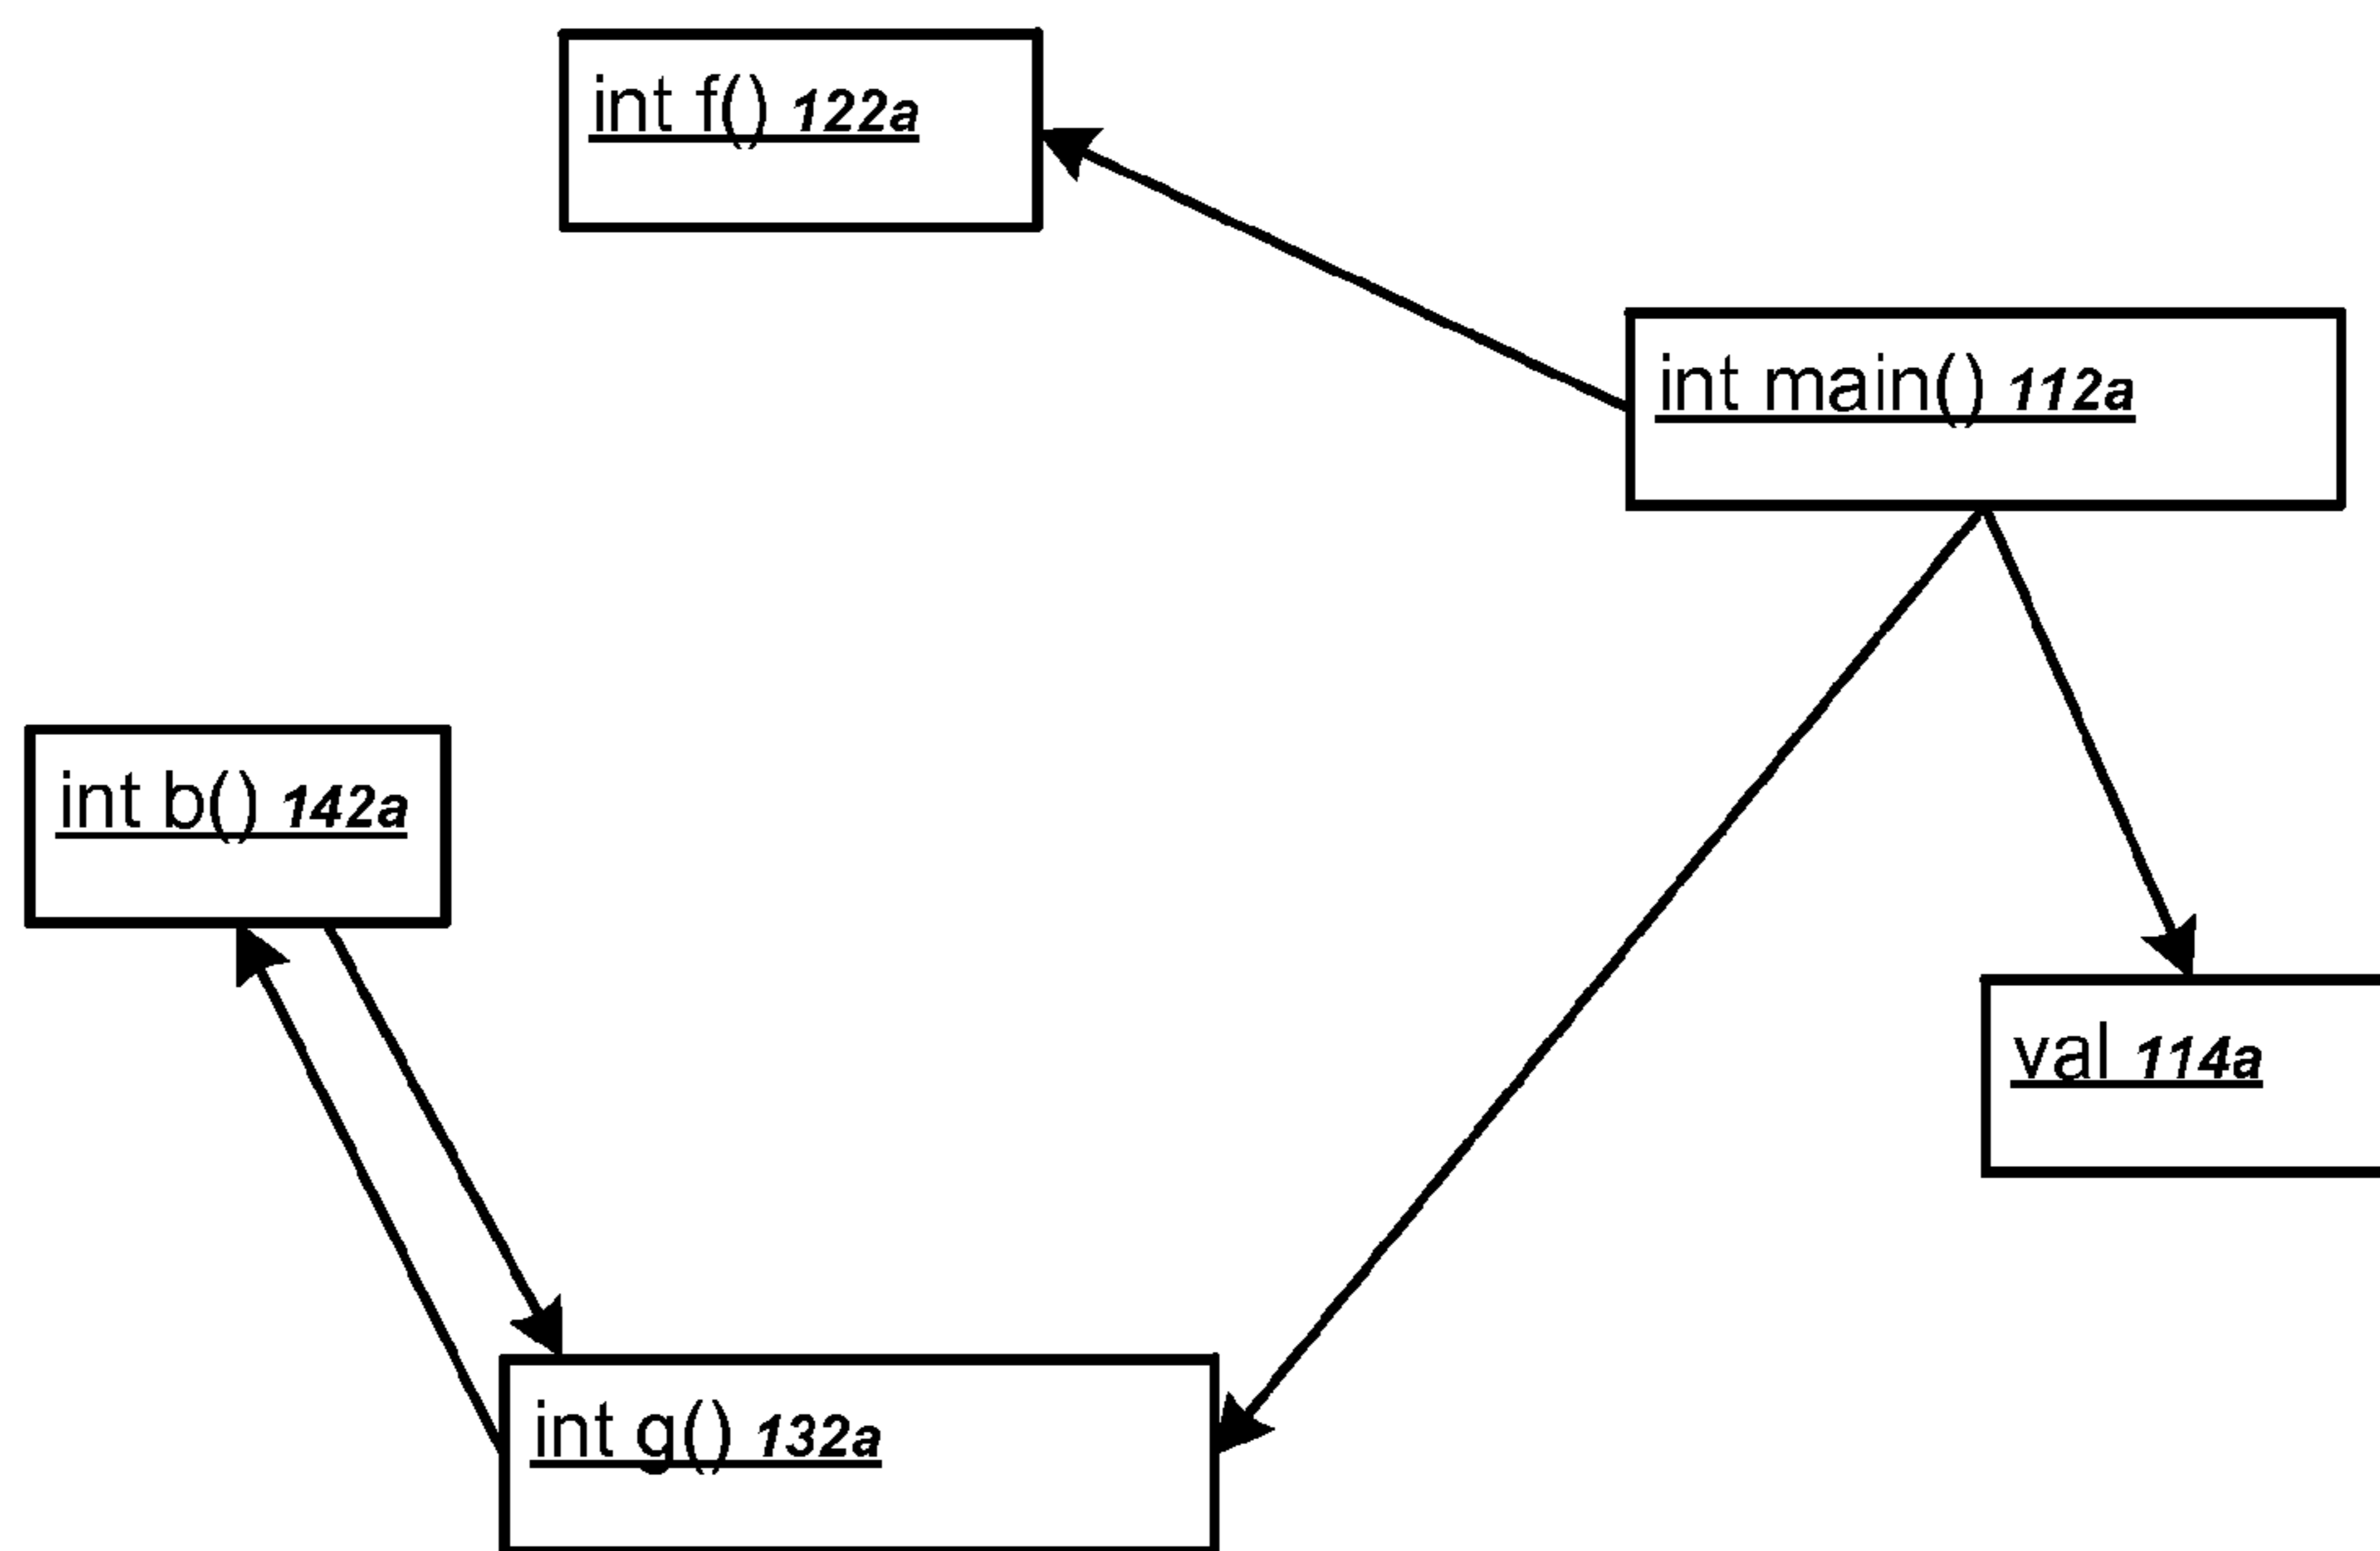 int f() 122a
int main() 112a
int b() 142a
val 114a
int g() 132a